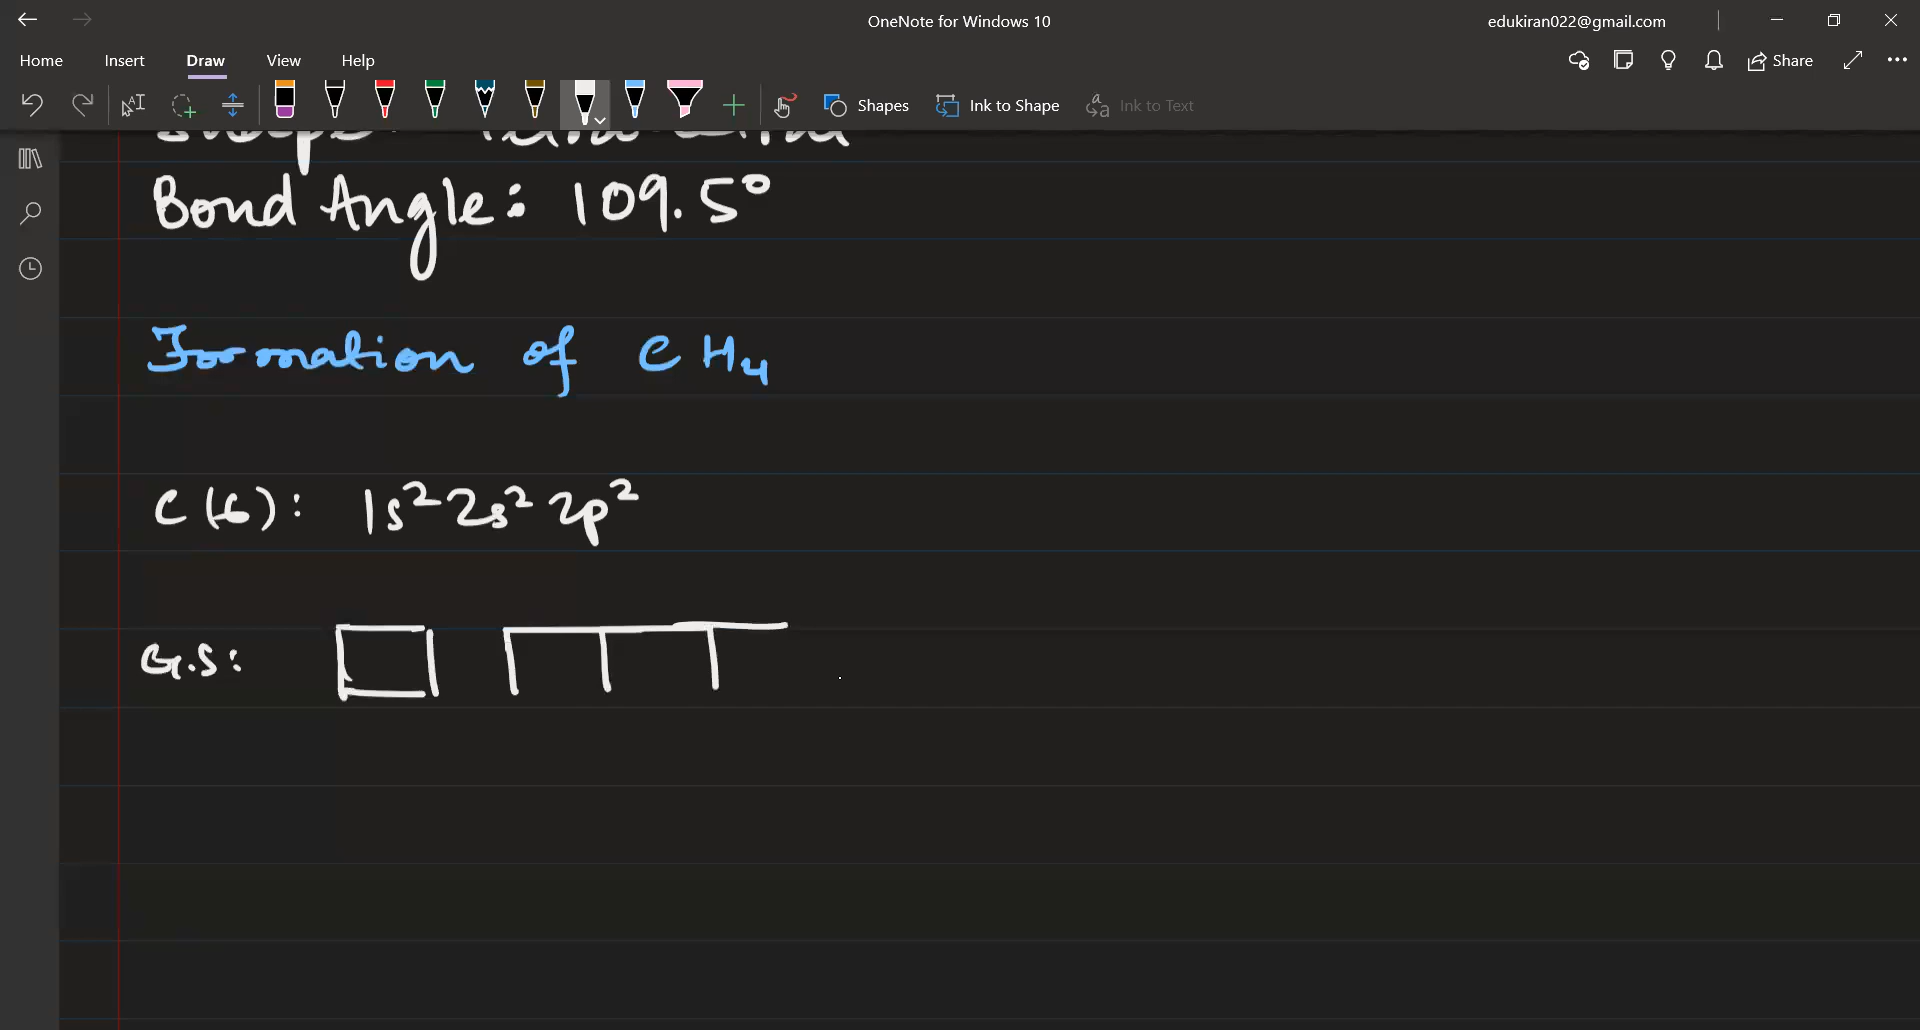 OneNote for Windows 10
edukiran022@gmail.com
Home Insert Draw View Help
Share
Shapes Ink to Shape Ink to Text
Bond Angle: 109.5°
Formation of CH₄
C (6): 1s² 2s² 2p²
G.S: